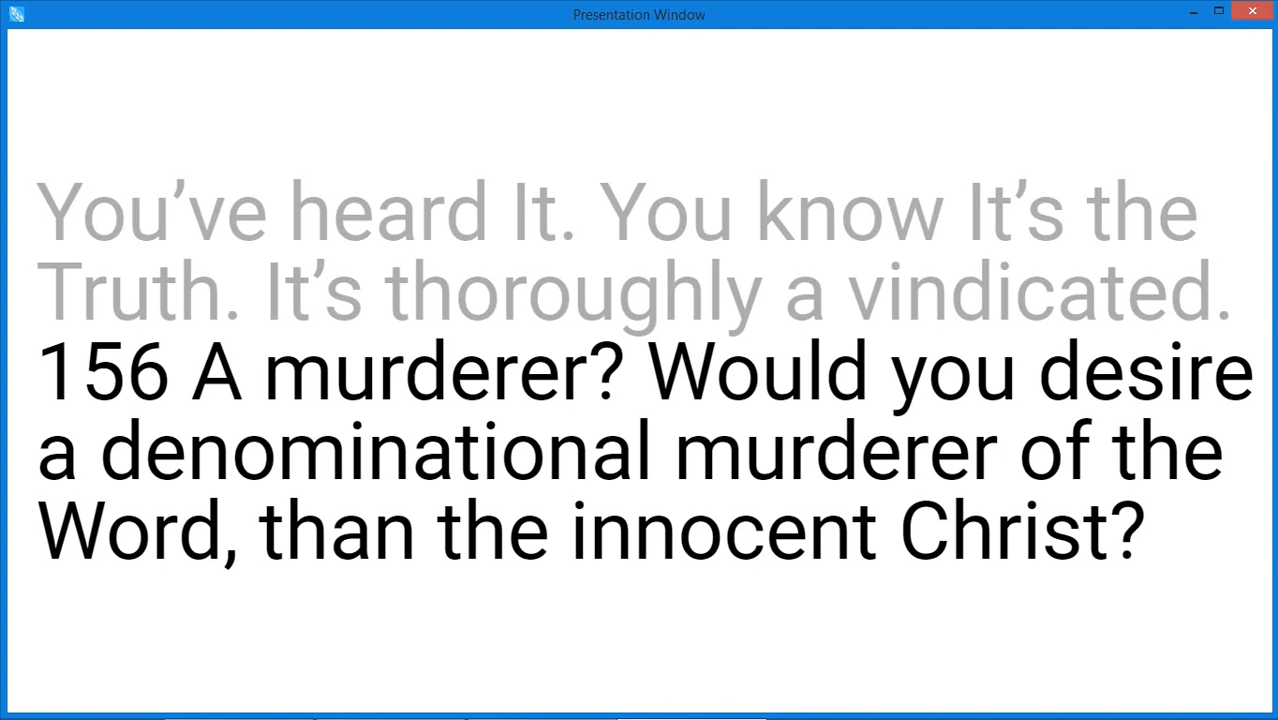 Presentation Window
You’ve heard It. You know It’s the
Truth. It’s thoroughly a vindicated.
156 A murderer? Would you desire
a denominational murderer of the
Word, than the innocent Christ?